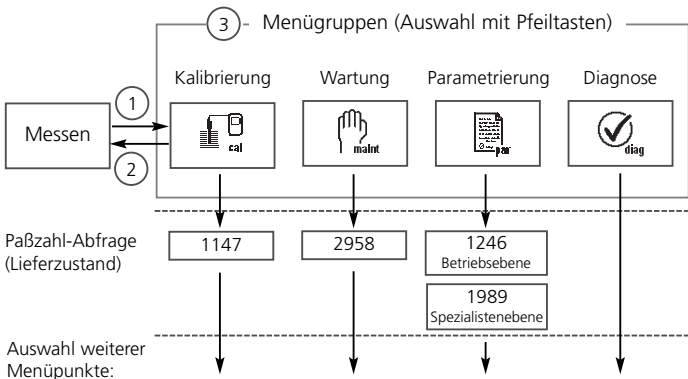 3 Menügruppen (Auswahl mit Pfeiltasten)
Kalibrierung Wartung Parametrierung Diagnose
Messen
1
2
cal maint par diag
Paßzahl-Abfrage
(Lieferzustand)
1147 2958 1246
Betriebsebene
1989
Spezialistenebene
Auswahl weiterer
Menüpunkte: